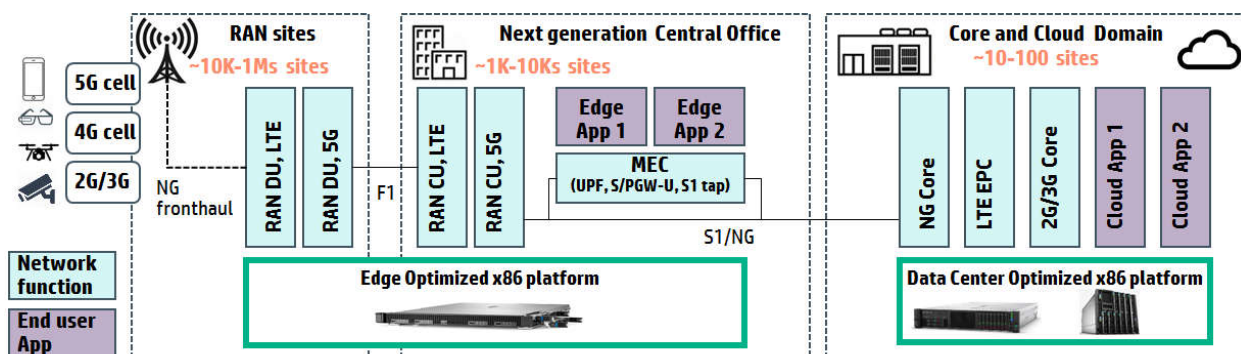 RAN sites
~10K-1Ms sites
5G cell
4G cell
2G/3G
NG
fronthaul
RAN DU, LTE
RAN DU, 5G
F1
Next generation Central Office
~1K-10Ks sites
RAN CU, LTE
RAN CU, 5G
Edge
App 1
Edge
App 2
MEC
(UPF, S/PGW-U, S1 tap)
S1/NG
Core and Cloud Domain
~10-100 sites
NG Core
LTE EPC
2G/3G Core
Cloud App 1
Cloud App 2
Edge Optimized x86 platform
Data Center Optimized x86 platform
Network
function
End user
App